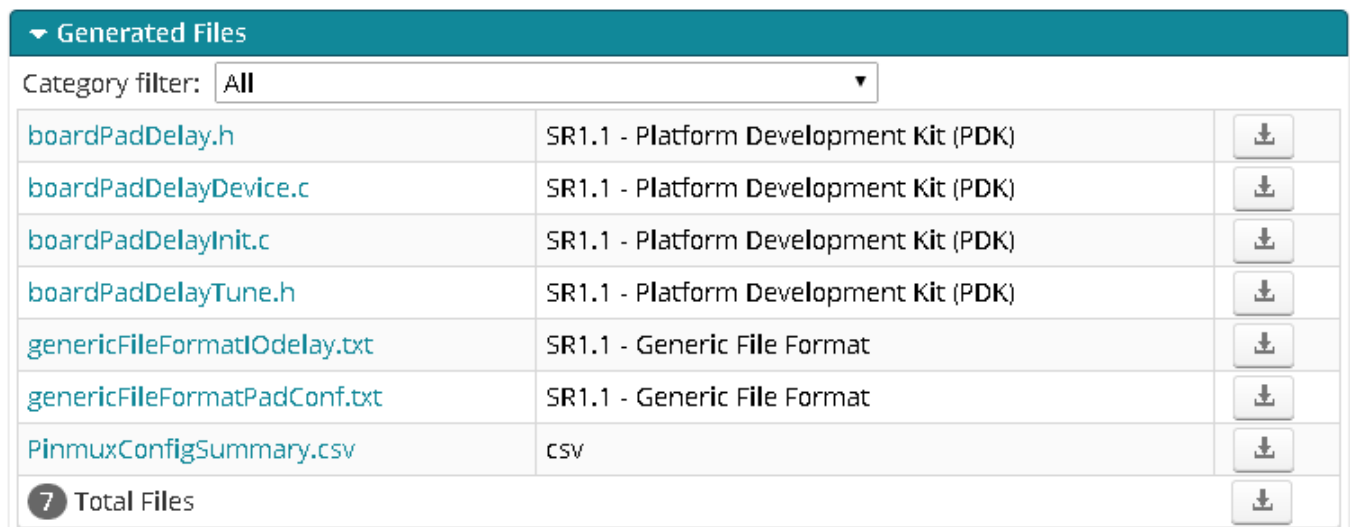 Generated Files
Category filter: All
boardPadDelay.h SR1.1 - Platform Development Kit (PDK)
boardPadDelayDevice.c SR1.1 - Platform Development Kit (PDK)
boardPadDelayInit.c SR1.1 - Platform Development Kit (PDK)
boardPadDelayTune.h SR1.1 - Platform Development Kit (PDK)
genericFileFormatIOdelay.txt SR1.1 - Generic File Format
genericFileFormatPadConf.txt SR1.1 - Generic File Format
PinmuxConfigSummary.csv csv
7 Total Files